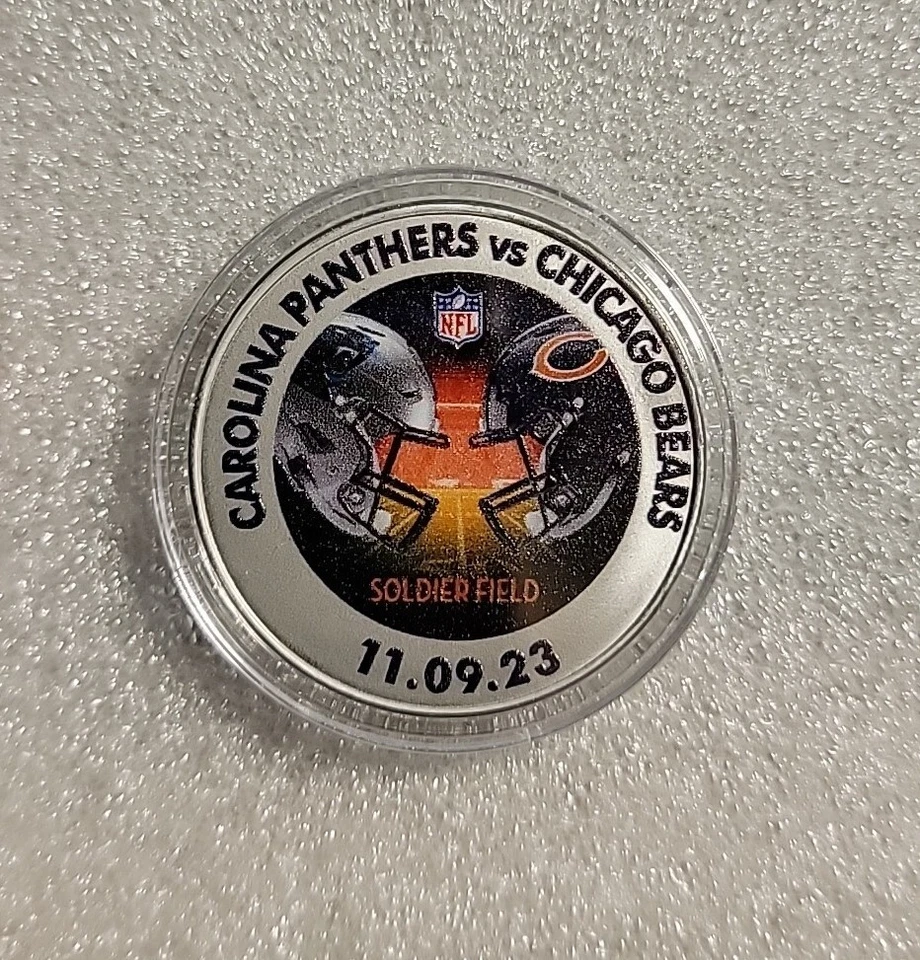 CAROLINA PANTHERS vs CHICAGO BEARS
NFL
SOLDIER FIELD
11.09.23